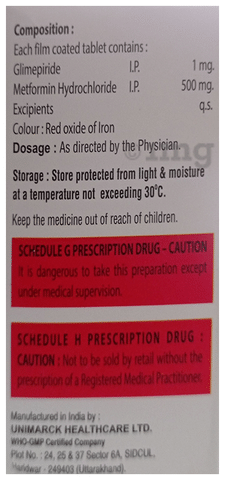 Composition :
Each film coated tablet contains :
Glimepiride I.P. 1 mg.
Metformin Hydrochloride I.P. 500 mg.
Excipients q.s.
Colour : Red oxide of Iron
Dosage : As directed by the Physician.
Storage : Store protected from light & moisture
at a temperature not exceeding 30°C.
Keep the medicine out of reach of children.
SCHEDULE G PRESCRIPTION DRUG - CAUTION
It is dangerous to take this preparation except
under medical supervision.
SCHEDULE H PRESCRIPTION DRUG :
CAUTION : Not to be sold by retail without the
prescription of a Registered Medical Practitioner.
Manufactured in India by :
UNIMARCK HEALTHCARE LTD.
WHO-GMP Certified Company
Plot No. : 24, 25 & 37 Sector 6A, SIDCUL,
Haridwar - 249403 (Uttarakhand).